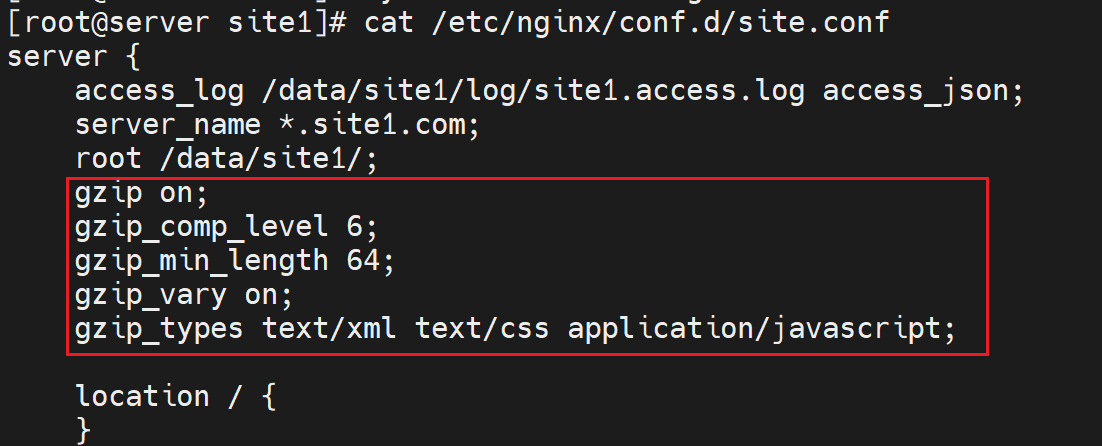 [root@server site1]# cat /etc/nginx/conf.d/site.conf
server {
    access_log /data/site1/log/site1.access.log access_json;
    server_name *.site1.com;
    root /data/site1/;
    gzip on;
    gzip_comp_level 6;
    gzip_min_length 64;
    gzip_vary on;
    gzip_types text/xml text/css application/javascript;

    location / {
    }